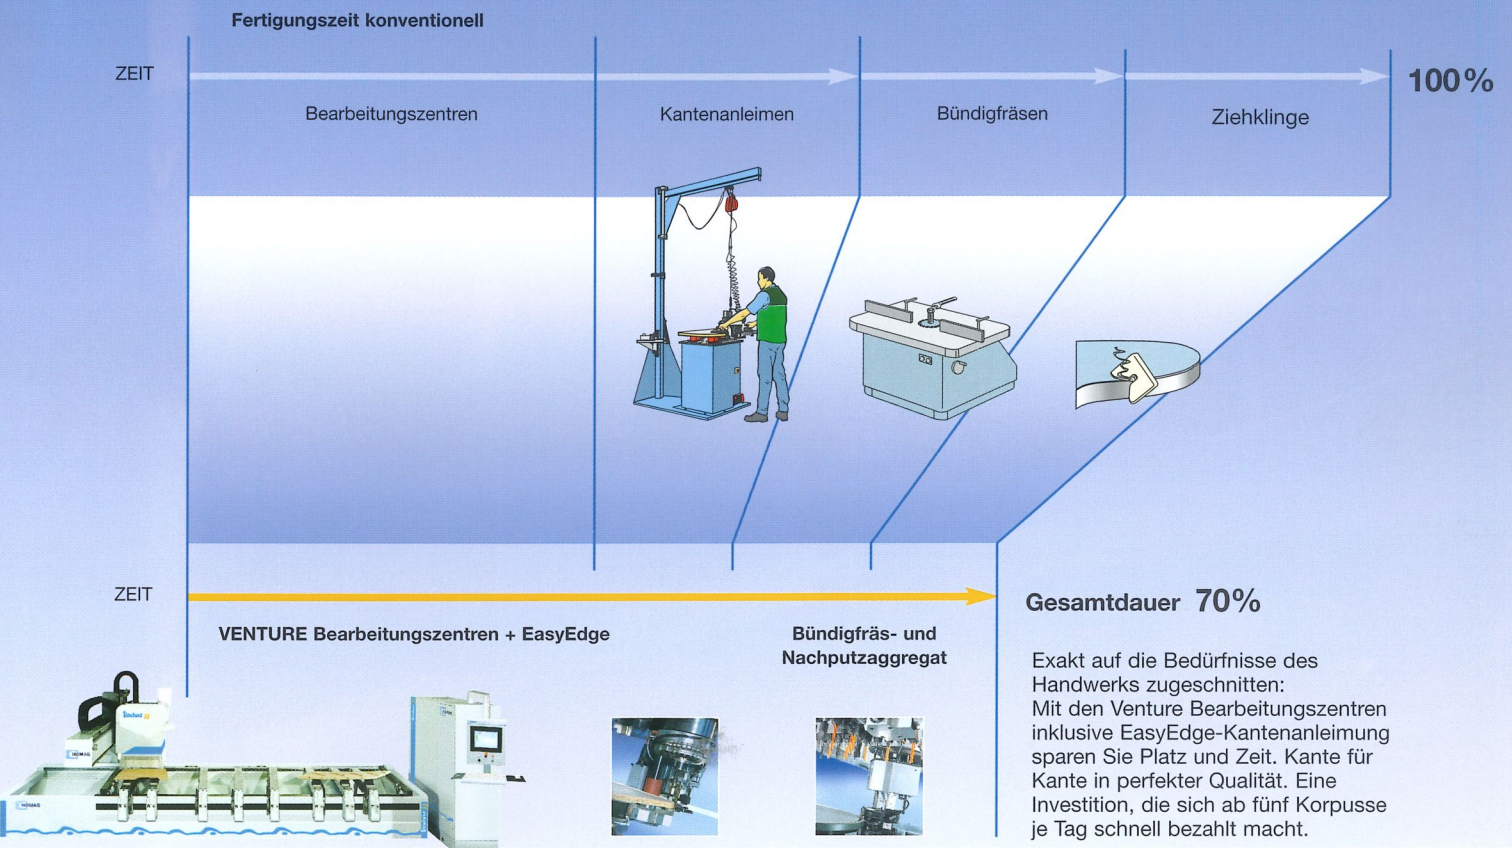 Fertigungszeit konventionell
ZEIT
100%
Bearbeitungszentren
Kantenanleimen
Bündigfräsen
Ziehklinge
ZEIT
Gesamtdauer 70%
VENTURE Bearbeitungszentren + EasyEdge
Bündigfräs- und
Nachputzaggregat
Exakt auf die Bedürfnisse des
Handwerks zugeschnitten:
Mit den Venture Bearbeitungszentren
inklusive EasyEdge-Kantenanleimung
sparen Sie Platz und Zeit. Kante für
Kante in perfekter Qualität. Eine
Investition, die sich ab fünf Korpusse
je Tag schnell bezahlt macht.
HOMAG
HOMAG